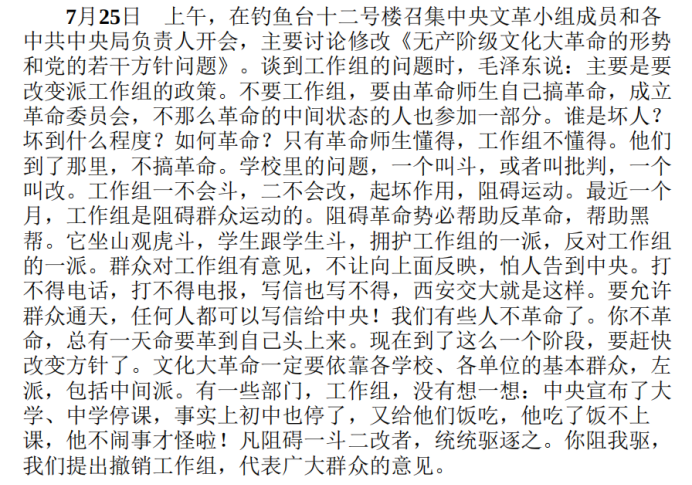 7月25日　上午，在钓鱼台十二号楼召集中央文革小组成员和各
中共中央局负责人开会，主要讨论修改《无产阶级文化大革命的形势
和党的若干方针问题》。谈到工作组的问题时，毛泽东说：主要是要
改变派工作组的政策。不要工作组，要由革命师生自己搞革命，成立
革命委员会，不那么革命的中间状态的人也参加一部分。谁是坏人？
坏到什么程度？如何革命？只有革命师生懂得，工作组不懂得。他们
到了那里，不搞革命。学校里的问题，一个叫斗，或者叫批判，一个
叫改。工作组一不会斗，二不会改，起坏作用，阻碍运动。最近一个
月，工作组是阻碍群众运动的。阻碍革命势必帮助反革命，帮助黑
帮。它坐山观虎斗，学生跟学生斗，拥护工作组的一派，反对工作组
的一派。群众对工作组有意见，不让向上面反映，怕人告到中央。打
不得电话，打不得电报，写信也写不得，西安交大就是这样。要允许
群众通天，任何人都可以写信给中央！我们有些人不革命了。你不革
命，总有一天命要革到自己头上来。现在到了这么一个阶段，要赶快
改变方针了。文化大革命一定要依靠各学校、各单位的基本群众，左
派，包括中间派。有一些部门，工作组，没有想一想：中央宣布了大
学、中学停课，事实上初中也停了，又给他们饭吃，他吃了饭不上
课，他不闹事才怪啦！凡阻碍一斗二改者，统统驱逐之。你阻我驱，
我们提出撤销工作组，代表广大群众的意见。